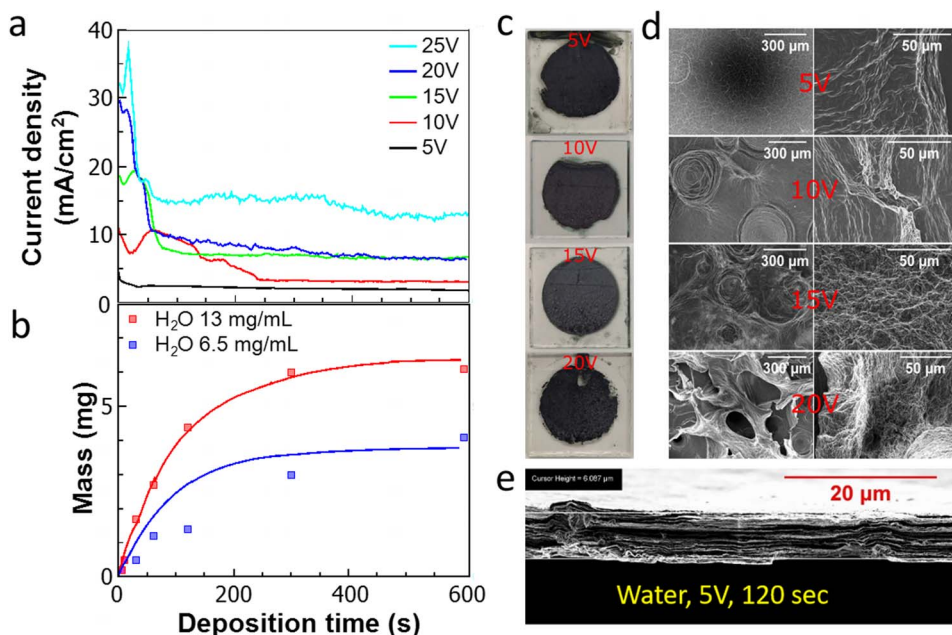 a
40
30
20
10
0
Current density
(mA/cm²)
25V
20V
15V
10V
5V
b
5
0
Mass (mg)
H₂O 13 mg/mL
H₂O 6.5 mg/mL
0
200
400
600
Deposition time (s)
c
5V
10V
15V
20V
d
300 µm
50 µm
5V
300 µm
50 µm
10V
300 µm
50 µm
15V
300 µm
50 µm
20V
e
Cursor Height = 6.087 µm
20 µm
Water, 5V, 120 sec